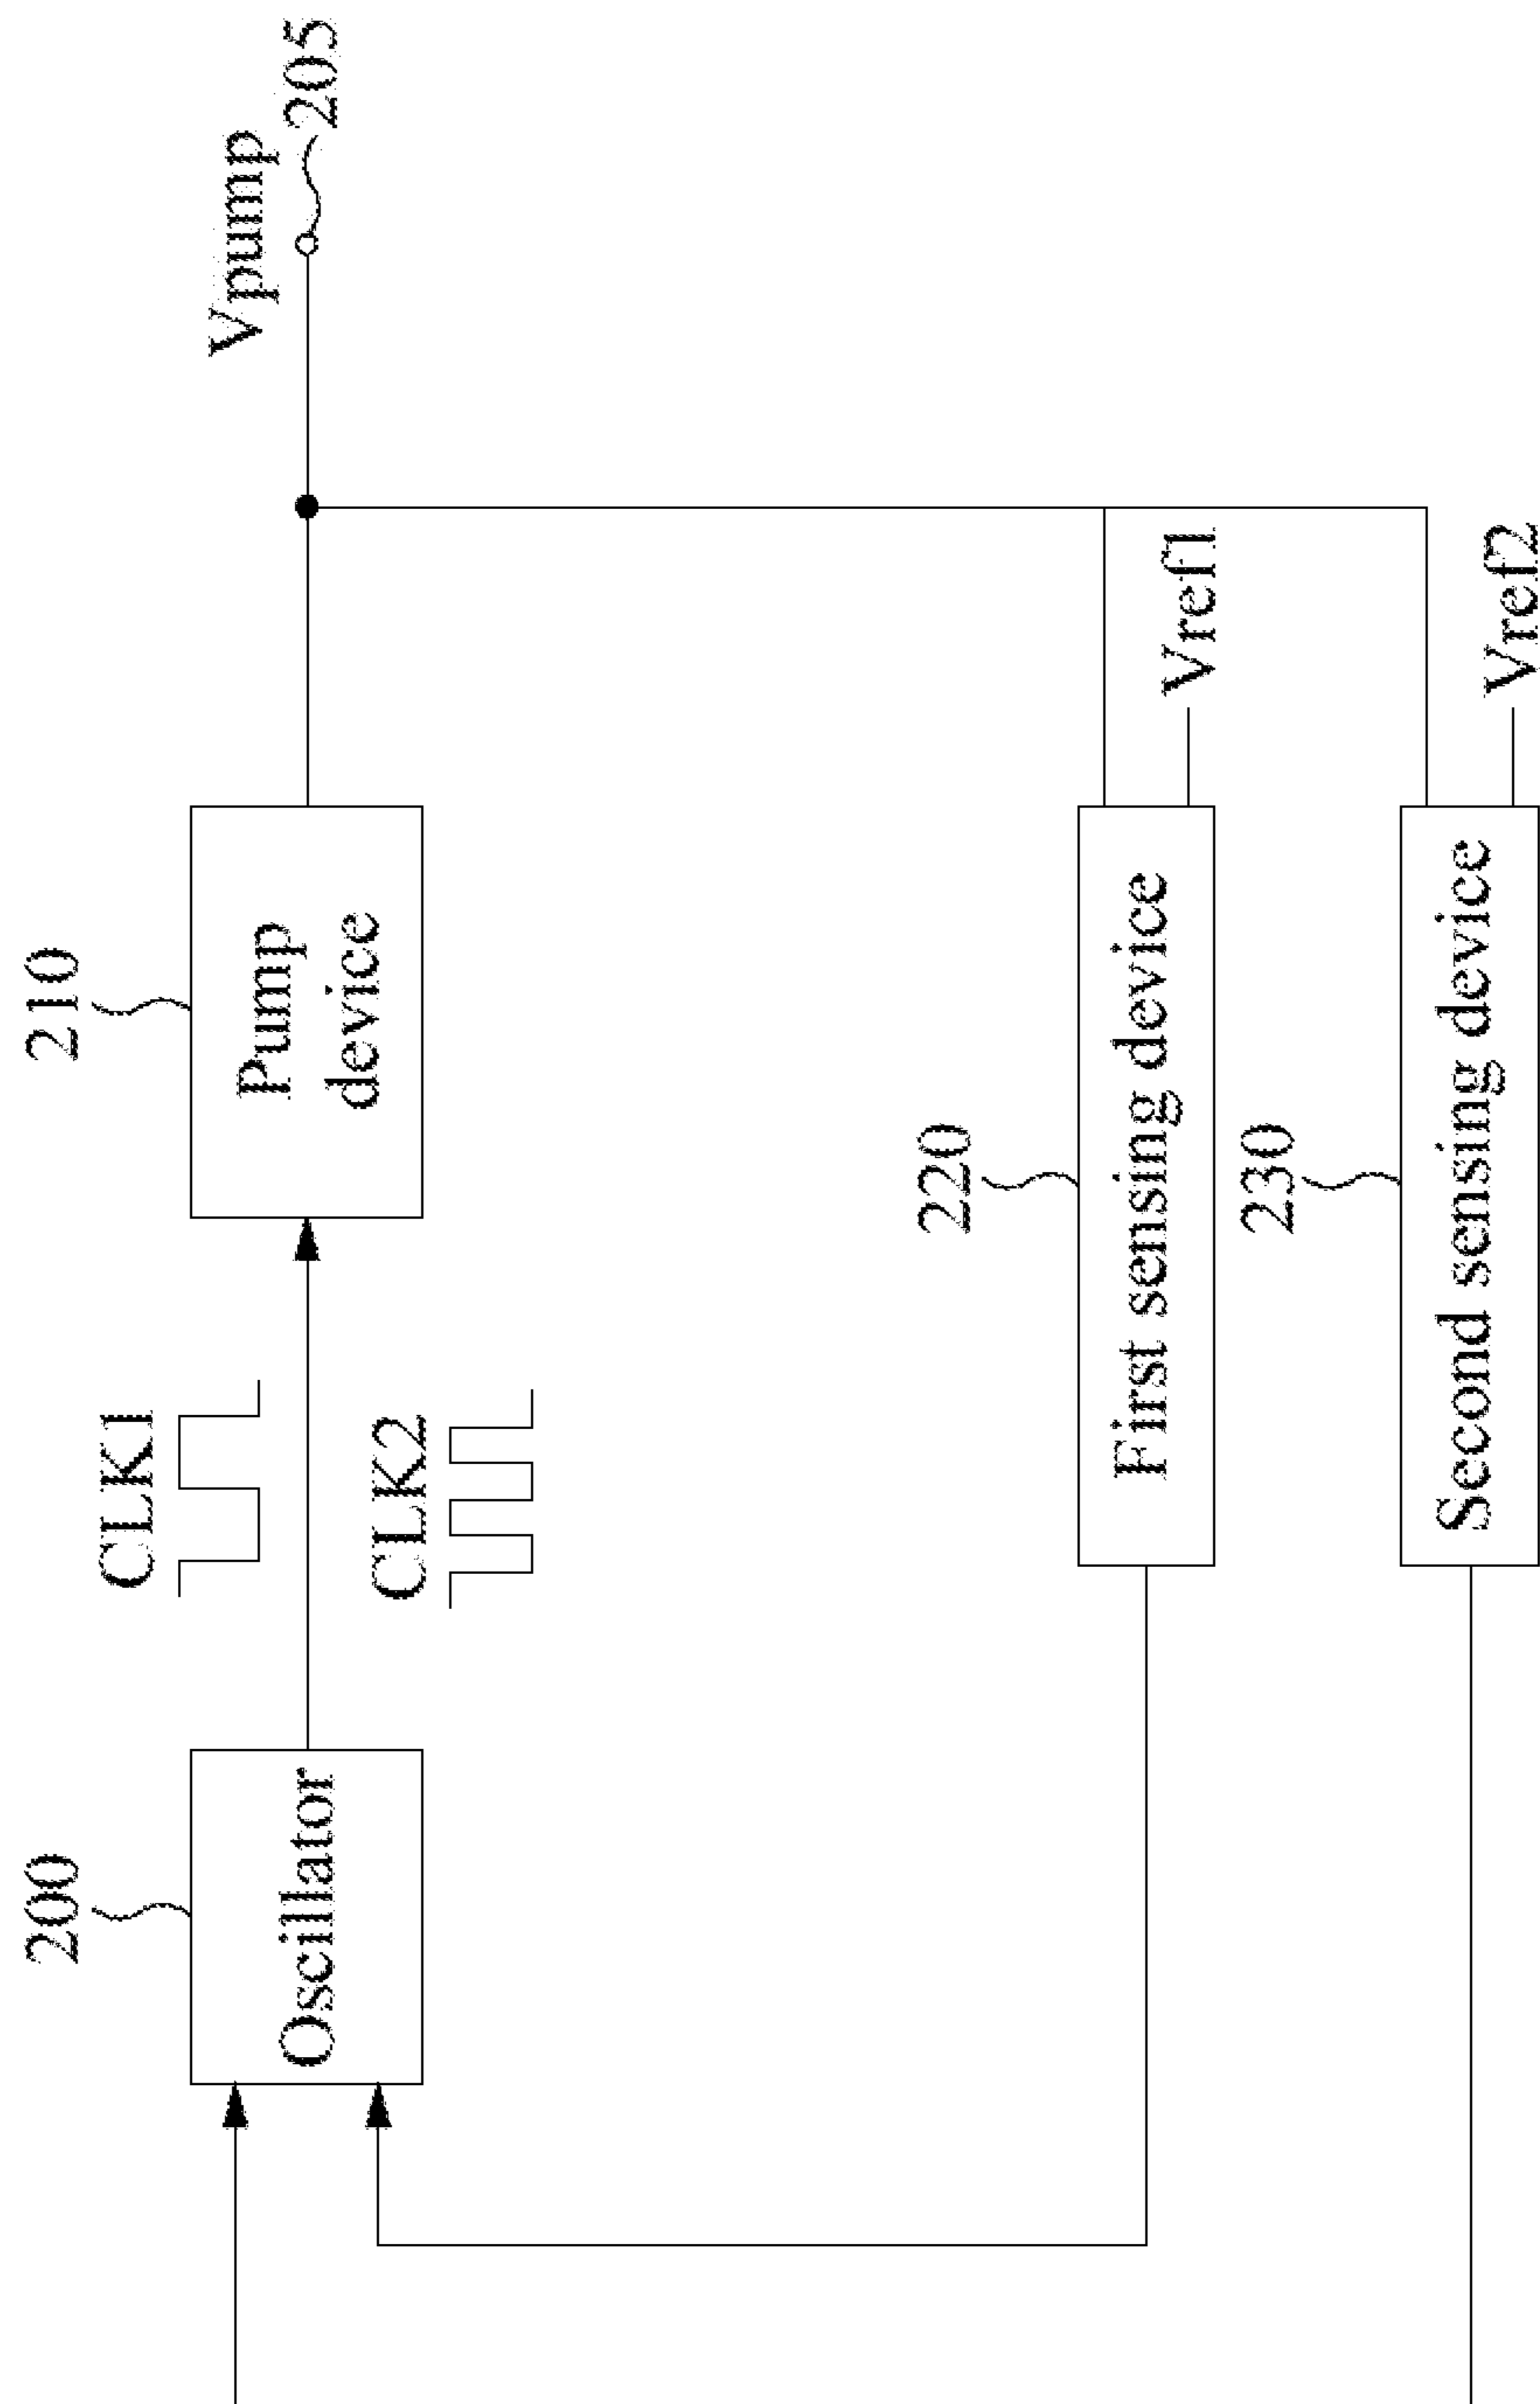 200
Oscillator
CLK1
CLK2
210
Pump
device
Vpump
205
220
First sensing device
Vref1
230
Second sensing device
Vref2